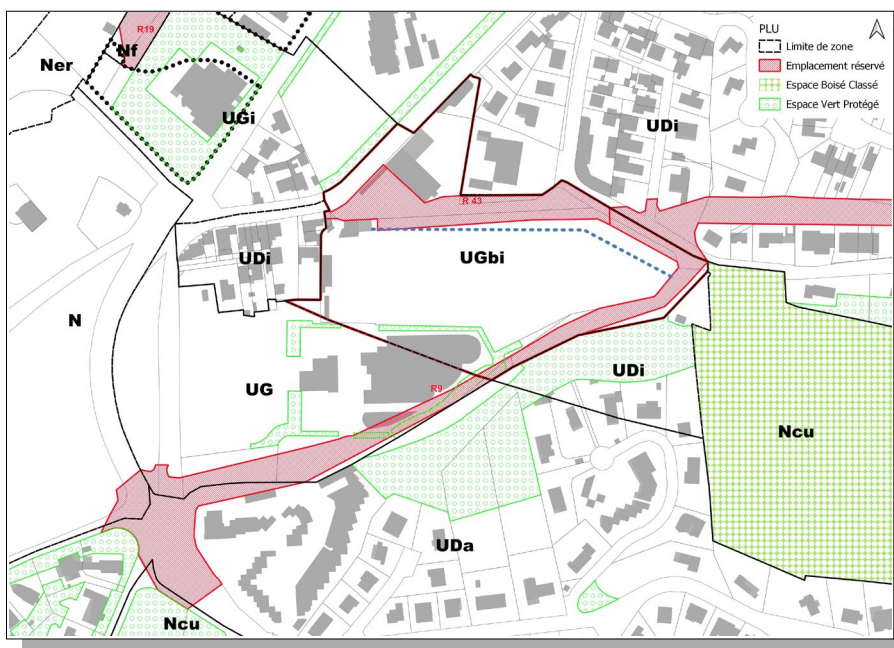 R19
Nf
Ner
UGi
PLU
Limite de zone
Emplacement réservé
Espace Boisé Classé
Espace Vert Protégé
UDi
R 43
UDi
UGbi
N
UG
R9
UDi
Ncu
UDa
Ncu